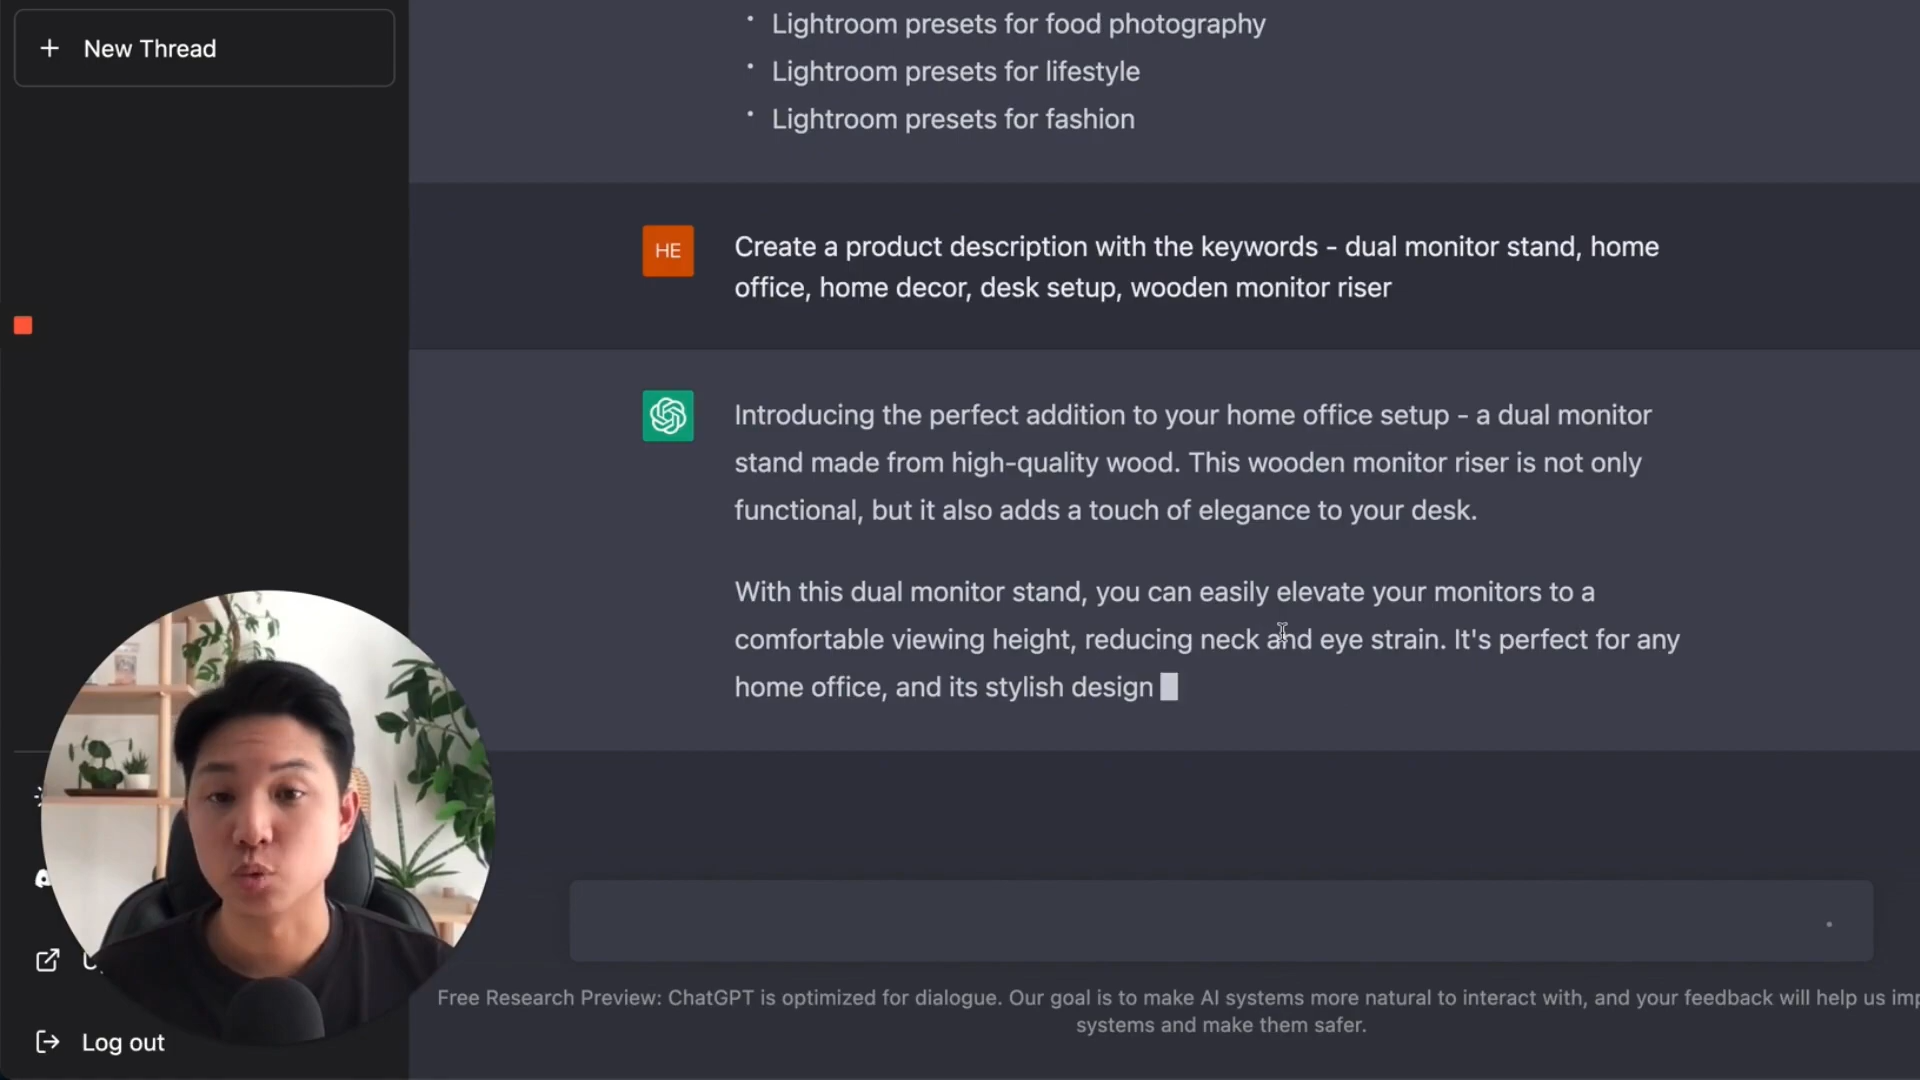 + New Thread
• Lightroom presets for food photography
• Lightroom presets for lifestyle
• Lightroom presets for fashion
HE
Create a product description with the keywords - dual monitor stand, home
office, home decor, desk setup, wooden monitor riser
Introducing the perfect addition to your home office setup - a dual monitor
stand made from high-quality wood. This wooden monitor riser is not only
functional, but it also adds a touch of elegance to your desk.
With this dual monitor stand, you can easily elevate your monitors to a
comfortable viewing height, reducing neck and eye strain. It's perfect for any
home office, and its stylish design
Free Research Preview: ChatGPT is optimized for dialogue. Our goal is to make AI systems more natural to interact with, and your feedback will help us
systems and make them safer.
Log out